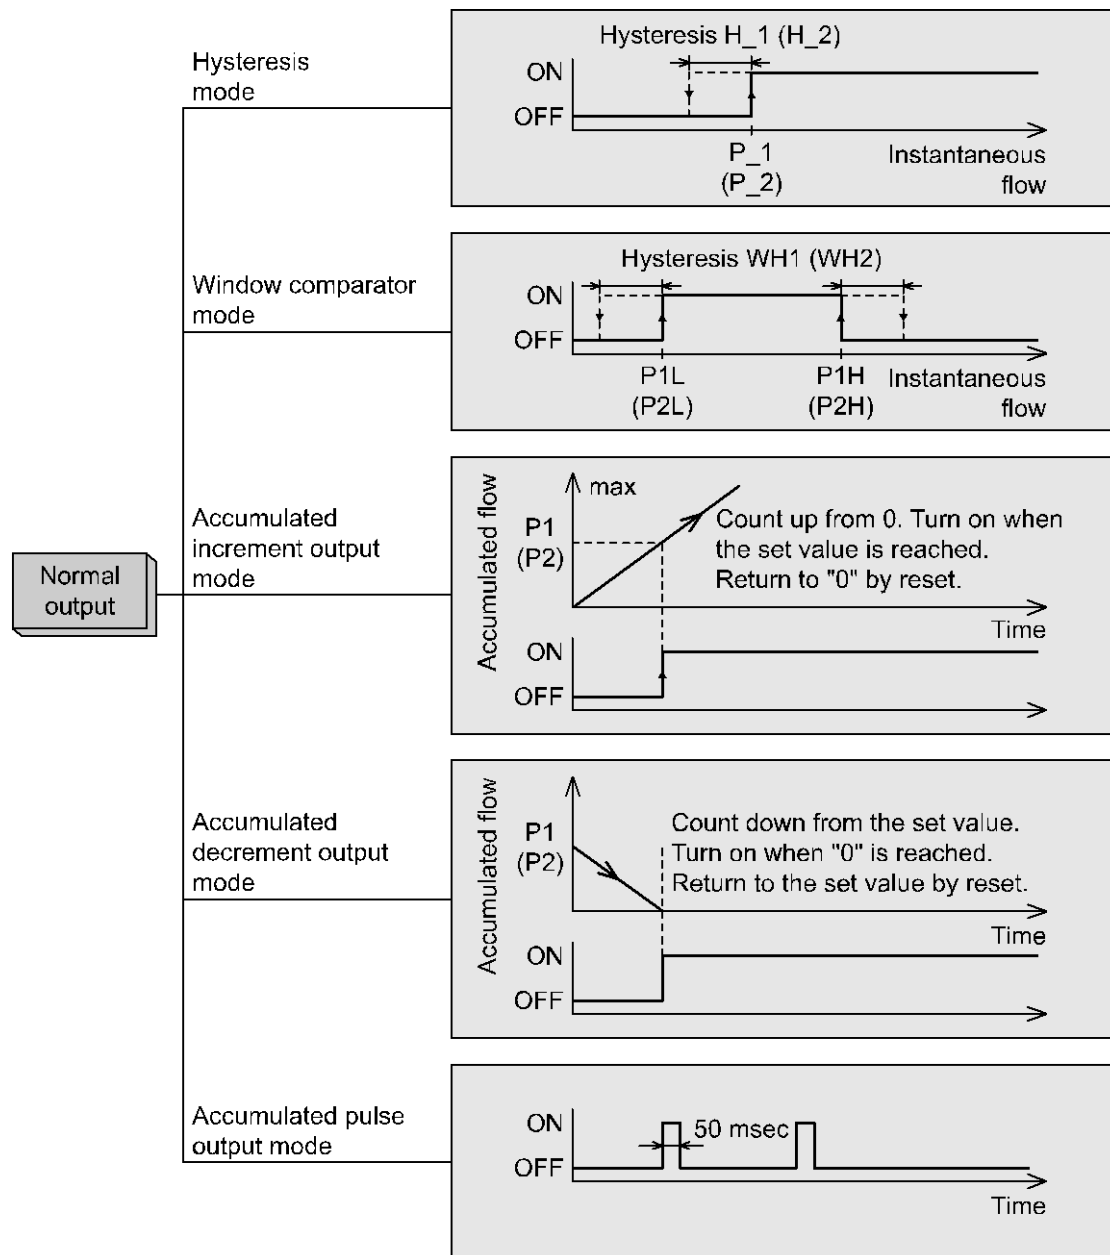 Normal
output
Hysteresis
mode
Hysteresis H_1 (H_2)
ON
OFF
P_1
(P_2)
Instantaneous
flow
Window comparator
mode
Hysteresis WH1 (WH2)
ON
OFF
P1L
(P2L)
P1H
(P2H)
Instantaneous
flow
Accumulated
increment output
mode
Accumulated flow
max
P1
(P2)
Count up from 0. Turn on when
the set value is reached.
Return to "0" by reset.
Time
ON
OFF
Accumulated
decrement output
mode
Accumulated flow
P1
(P2)
Count down from the set value.
Turn on when "0" is reached.
Return to the set value by reset.
Time
ON
OFF
Accumulated pulse
output mode
ON
OFF
50 msec
Time